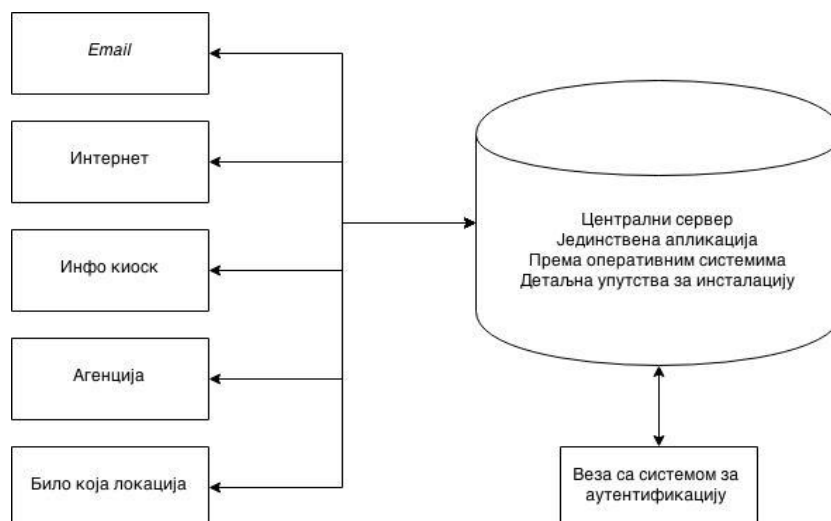 Email
Интернет
Инфо киоск
Агенција
Било која локација
Централни сервер
Јединствена апликација
Према оперативним системима
Детаљна упутства за инсталацију
Веза са системом за
аутентификацију